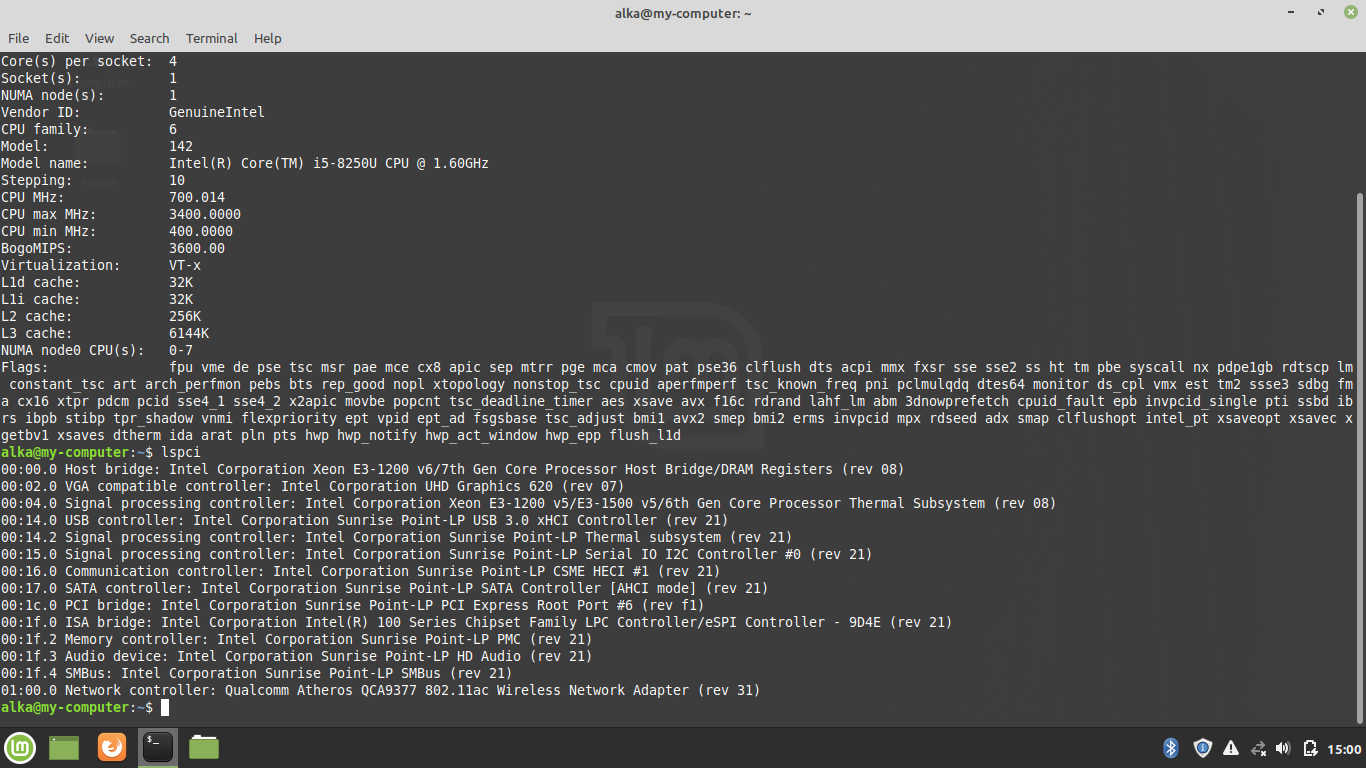 alka@my-computer: ~
File Edit View Search Terminal Help
Core(s) per socket:  4
Socket(s):           1
NUMA node(s):        1
Vendor ID:           GenuineIntel
CPU family:          6
Model:               142
Model name:          Intel(R) Core(TM) i5-8250U CPU @ 1.60GHz
Stepping:            10
CPU MHz:             700.014
CPU max MHz:         3400.0000
CPU min MHz:         400.0000
BogoMIPS:            3600.00
Virtualization:      VT-x
L1d cache:           32K
L1i cache:           32K
L2 cache:            256K
L3 cache:            6144K
NUMA node0 CPU(s):   0-7
Flags:               fpu vme de pse tsc msr pae mce cx8 apic sep mtrr pge mca cmov pat pse36 clflush dts acpi mmx fxsr sse sse2 ss ht tm pbe syscall nx pdpe1gb rdtscp lm
 constant_tsc art arch_perfmon pebs bts rep_good nopl xtopology nonstop_tsc cpuid aperfmperf tsc_known_freq pni pclmulqdq dtes64 monitor ds_cpl vmx est tm2 ssse3 sdbg fm
a cx16 xtpr pdcm pcid sse4_1 sse4_2 x2apic movbe popcnt tsc_deadline_timer aes xsave avx f16c rdrand lahf_lm abm 3dnowprefetch cpuid_fault epb invpcid_single pti ssbd ib
rs ibpb stibp tpr_shadow vnmi flexpriority ept vpid ept_ad fsgsbase tsc_adjust bmi1 avx2 smep bmi2 erms invpcid mpx rdseed adx smap clflushopt intel_pt xsaveopt xsavec x
getbv1 xsaves dtherm ida arat pln pts hwp hwp_notify hwp_act_window hwp_epp flush_l1d
alka@my-computer:~$ lspci
00:00.0 Host bridge: Intel Corporation Xeon E3-1200 v6/7th Gen Core Processor Host Bridge/DRAM Registers (rev 08)
00:02.0 VGA compatible controller: Intel Corporation UHD Graphics 620 (rev 07)
00:04.0 Signal processing controller: Intel Corporation Xeon E3-1200 v5/E3-1500 v5/6th Gen Core Processor Thermal Subsystem (rev 08)
00:14.0 USB controller: Intel Corporation Sunrise Point-LP USB 3.0 xHCI Controller (rev 21)
00:14.2 Signal processing controller: Intel Corporation Sunrise Point-LP Thermal subsystem (rev 21)
00:15.0 Signal processing controller: Intel Corporation Sunrise Point-LP Serial IO I2C Controller #0 (rev 21)
00:16.0 Communication controller: Intel Corporation Sunrise Point-LP CSME HECI #1 (rev 21)
00:17.0 SATA controller: Intel Corporation Sunrise Point-LP SATA Controller [AHCI mode] (rev 21)
00:1c.0 PCI bridge: Intel Corporation Sunrise Point-LP PCI Express Root Port #6 (rev f1)
00:1f.0 ISA bridge: Intel Corporation Intel(R) 100 Series Chipset Family LPC Controller/eSPI Controller - 9D4E (rev 21)
00:1f.2 Memory controller: Intel Corporation Sunrise Point-LP PMC (rev 21)
00:1f.3 Audio device: Intel Corporation Sunrise Point-LP HD Audio (rev 21)
00:1f.4 SMBus: Intel Corporation Sunrise Point-LP SMBus (rev 21)
01:00.0 Network controller: Qualcomm Atheros QCA9377 802.11ac Wireless Network Adapter (rev 31)
alka@my-computer:~$
15:00